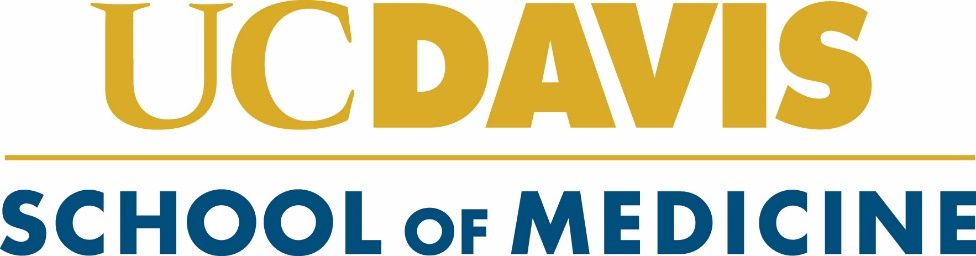 UCDAVIS
SCHOOL OF MEDICINE